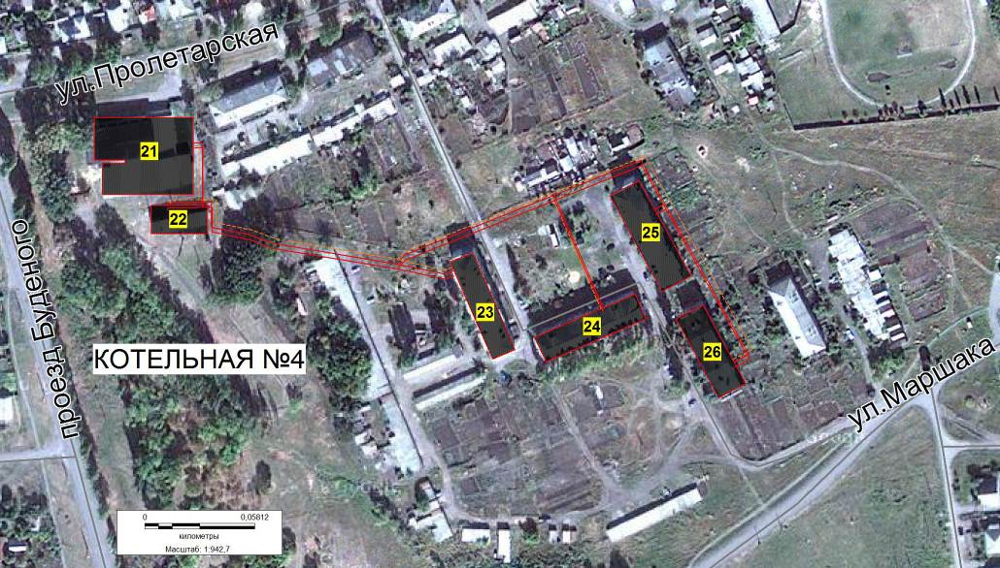 ул.Пролетарская
21
22
проезд Буденого
25
23
24
26
КОТЕЛЬНАЯ №4
ул.Маршака
0 0,05812
километры
Масштаб: 1:942,7